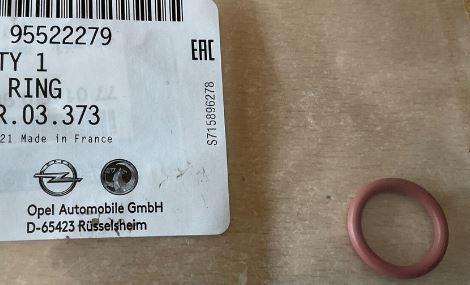 95522279
TY 1
RING
R.03.373
21 Made in France
Opel Automobile GmbH
D-65423 Rüsselsheim
EAC
S715896278